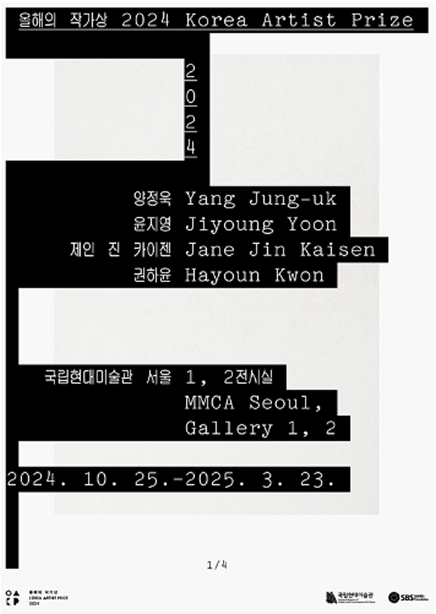 올해의 작가상 2024 Korea Artist Prize
2
0
2
4
양정욱 Yang Jung-uk
윤지영 Jiyoung Yoon
제인 진 카이젠 Jane Jin Kaisen
권하윤 Hayoun Kwon
국립현대미술관 서울 1, 2전시실
MMCA Seoul,
Gallery 1, 2
2024. 10. 25.–2025. 3. 23.
1/4
올해의 작가상
KOREA ARTIST PRIZE
2024
국립현대미술관
SBS